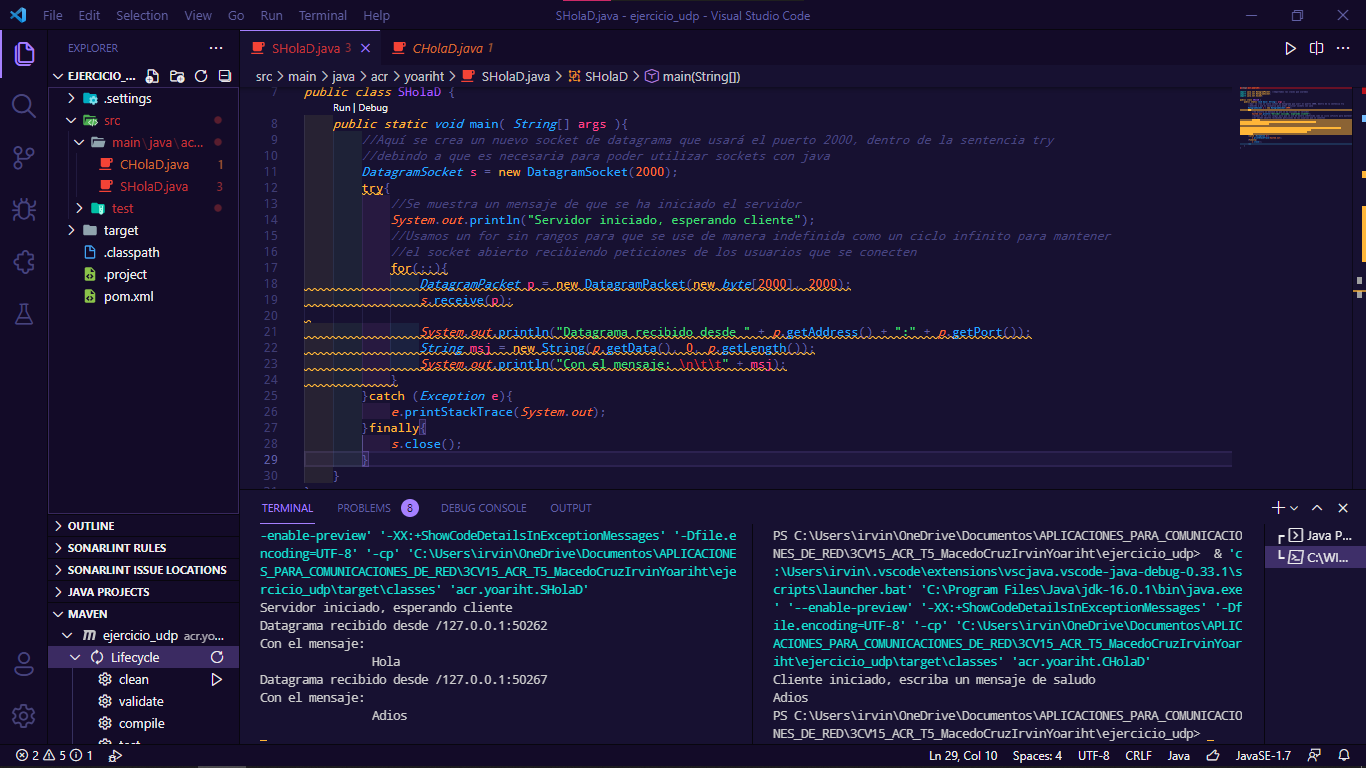 File Edit Selection View Go Run Terminal Help
SHolaD.java - ejercicio_udp - Visual Studio Code
EXPLORER
EJERCICIO_...
.settings
src
main\java\ac...
CHolaD.java 1
SHolaD.java 3
test
target
.classpath
.project
pom.xml
OUTLINE
SONARLINT RULES
SONARLINT ISSUE LOCATIONS
JAVA PROJECTS
MAVEN
ejercicio_udp acr.yo...
Lifecycle
clean
validate
compile
SHolaD.java 3
CHolaD.java 1
src > main > java > acr > yoariht > SHolaD.java > SHolaD > main(String[])
7 public class SHolaD {
Run | Debug
8 public static void main( String[] args ){
9 //Aquí se crea un nuevo socket de datagrama que usará el puerto 2000, dentro de la sentencia try
10 //debindo a que es necesaria para poder utilizar sockets con java
11 DatagramSocket s = new DatagramSocket(2000);
12 try{
13 //Se muestra un mensaje de que se ha iniciado el servidor
14 System.out.println("Servidor iniciado, esperando cliente");
15 //Usamos un for sin rangos para que se use de manera indefinida como un ciclo infinito para mantener
16 //el socket abierto recibiendo peticiones de los usuarios que se conecten
17 for(;;){
18 DatagramPacket p = new DatagramPacket(new byte[2000], 2000);
19 s.receive(p);
20
21 System.out.println("Datagrama recibido desde " + p.getAddress() + ":" + p.getPort());
22 String msj = new String(p.getData(), 0, p.getLength());
23 System.out.println("Con el mensaje: \n\t\t" + msj);
24 }
25 }catch (Exception e){
26 e.printStackTrace(System.out);
27 }finally{
28 s.close();
29 }
30 }
TERMINAL PROBLEMS 8 DEBUG CONSOLE OUTPUT
-enable-preview' '-XX:+ShowCodeDetailsInExceptionMessages' '-Dfile.e
ncoding=UTF-8' '-cp' 'C:\Users\irvin\OneDrive\Documentos\APLICACIONE
S_PARA_COMUNICACIONES_DE_RED\3CV15_ACR_T5_MacedoCruzIrvinYoariht\eje
rcicio_udp\target\classes' 'acr.yoariht.SHolaD'
Servidor iniciado, esperando cliente
Datagrama recibido desde /127.0.0.1:50262
Con el mensaje:
Hola
Datagrama recibido desde /127.0.0.1:50267
Con el mensaje:
Adios
PS C:\Users\irvin\OneDrive\Documentos\APLICACIONES_PARA_COMUNICACIO
NES_DE_RED\3CV15_ACR_T5_MacedoCruzIrvinYoariht\ejercicio_udp> & 'c
:\Users\irvin\.vscode\extensions\vscjava.vscode-java-debug-0.33.1\s
cripts\launcher.bat' 'C:\Program Files\Java\jdk-16.0.1\bin\java.exe
' '--enable-preview' '-XX:+ShowCodeDetailsInExceptionMessages' '-Df
ile.encoding=UTF-8' '-cp' 'C:\Users\irvin\OneDrive\Documentos\APLIC
ACIONES_PARA_COMUNICACIONES_DE_RED\3CV15_ACR_T5_MacedoCruzIrvinYoar
iht\ejercicio_udp\target\classes' 'acr.yoariht.CHolaD'
Cliente iniciado, escriba un mensaje de saludo
Adios
PS C:\Users\irvin\OneDrive\Documentos\APLICACIONES_PARA_COMUNICACIO
NES_DE_RED\3CV15_ACR_T5_MacedoCruzIrvinYoariht\ejercicio_udp>
Java P...
C:\WI...
2 5 1
Ln 29, Col 10 Spaces: 4 UTF-8 CRLF Java JavaSE-1.7